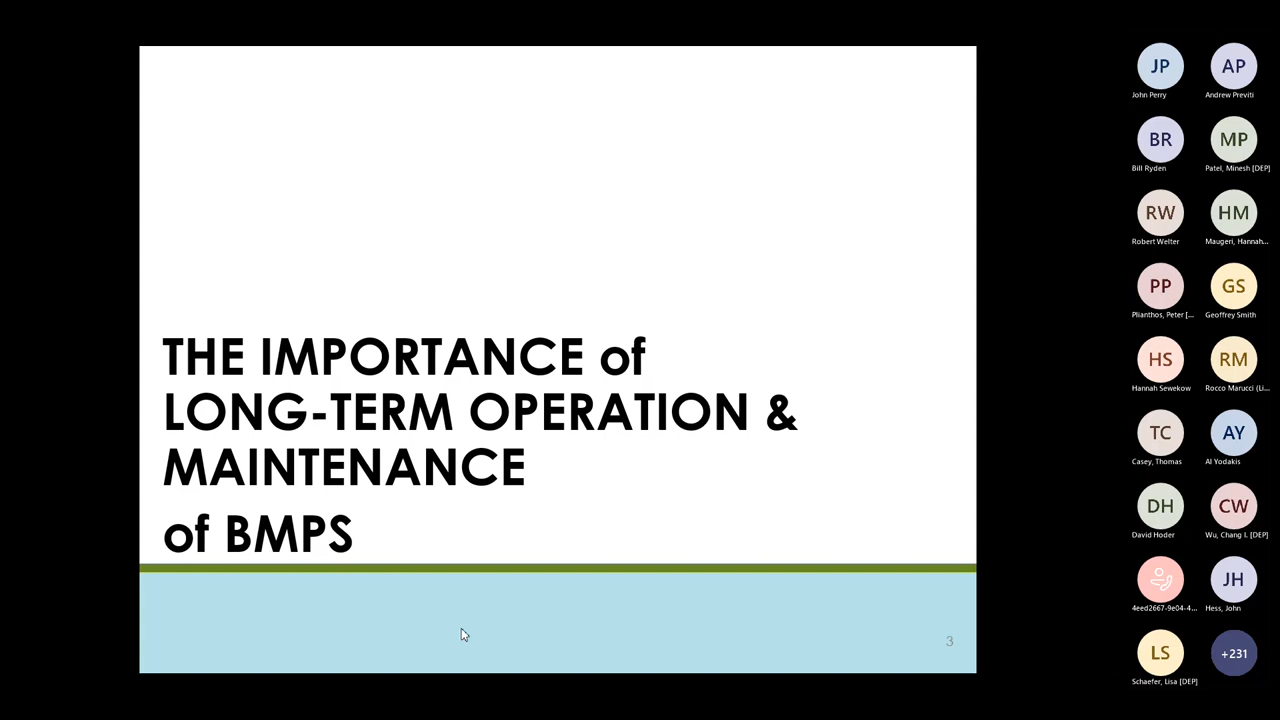 THE IMPORTANCE of
LONG-TERM OPERATION &
MAINTENANCE
of BMPS
3
JP
AP
John Perry
Andrew Previti
BR
MP
Bill Ryden
Patel, Minesh [DEP]
RW
HM
Robert Welter
Maugeri, Hannah...
PP
GS
Plianthos, Peter [...
Geoffrey Smith
HS
RM
Hannah Sewekow
Rocco Marucci (Li...
TC
AY
Casey, Thomas
Al Yodakis
DH
CW
David Hoder
Wu, Chang I. [DEP]
JH
4eed2667-9e04-4...
Hess, John
LS
+231
Schaefer, Lisa [DEP]